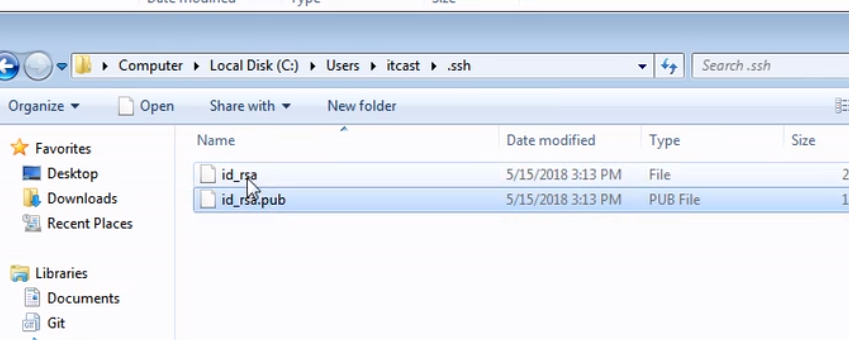 Date modified Type Size
Computer Local Disk (C:) Users itcast .ssh Search .ssh
Organize Open Share with New folder
Name Date modified Type Size
Favorites
id_rsa 5/15/2018 3:13 PM File 2
Desktop
id_rsa.pub 5/15/2018 3:13 PM PUB File 1
Downloads
Recent Places
Libraries
Documents
Git